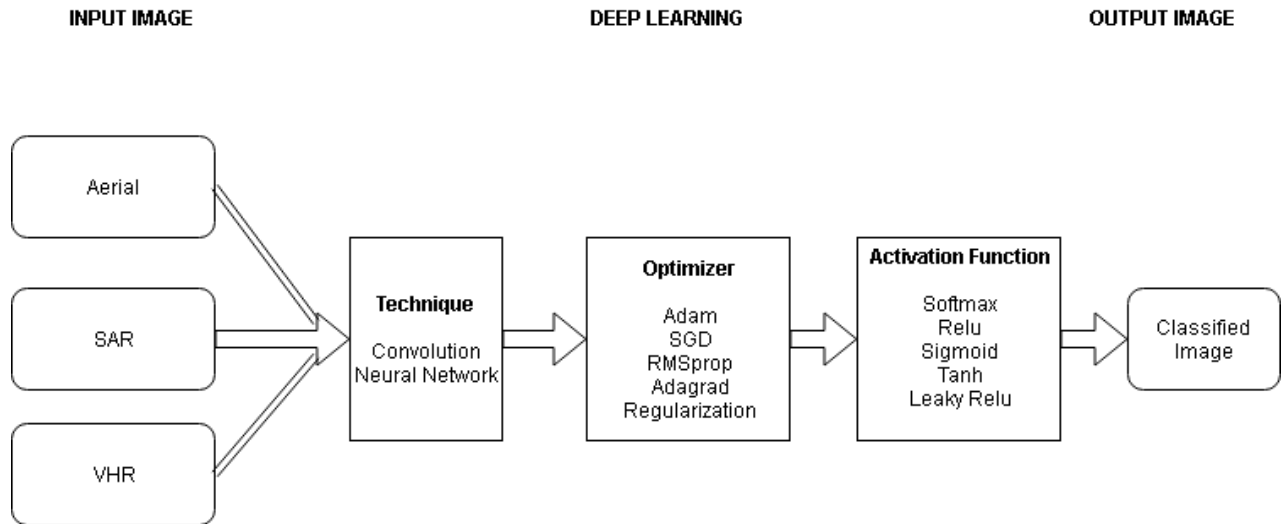 INPUT IMAGE
DEEP LEARNING
OUTPUT IMAGE
Aerial
SAR
VHR
Technique
Convolution
Neural Network
Optimizer
Adam
SGD
RMSprop
Adagrad
Regularization
Activation Function
Softmax
Relu
Sigmoid
Tanh
Leaky Relu
Classified
Image